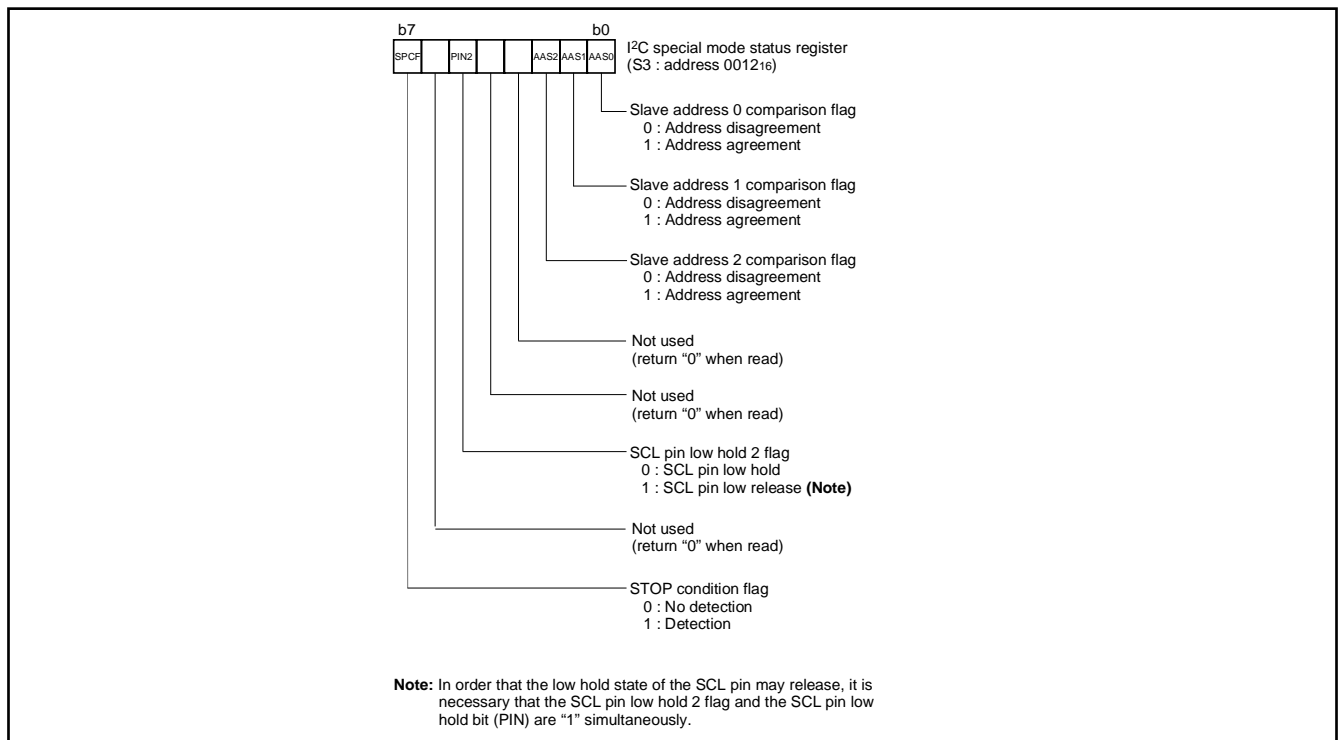 b7 b0
SPCF PIN2 AAS2 AAS1 AAS0
I2C special mode status register
(S3 : address 001216)
Slave address 0 comparison flag
0 : Address disagreement
1 : Address agreement
Slave address 1 comparison flag
0 : Address disagreement
1 : Address agreement
Slave address 2 comparison flag
0 : Address disagreement
1 : Address agreement
Not used
(return “0” when read)
Not used
(return “0” when read)
SCL pin low hold 2 flag
0 : SCL pin low hold
1 : SCL pin low release (Note)
Not used
(return “0” when read)
STOP condition flag
0 : No detection
1 : Detection
Note: In order that the low hold state of the SCL pin may release, it is
necessary that the SCL pin low hold 2 flag and the SCL pin low
hold bit (PIN) are “1” simultaneously.